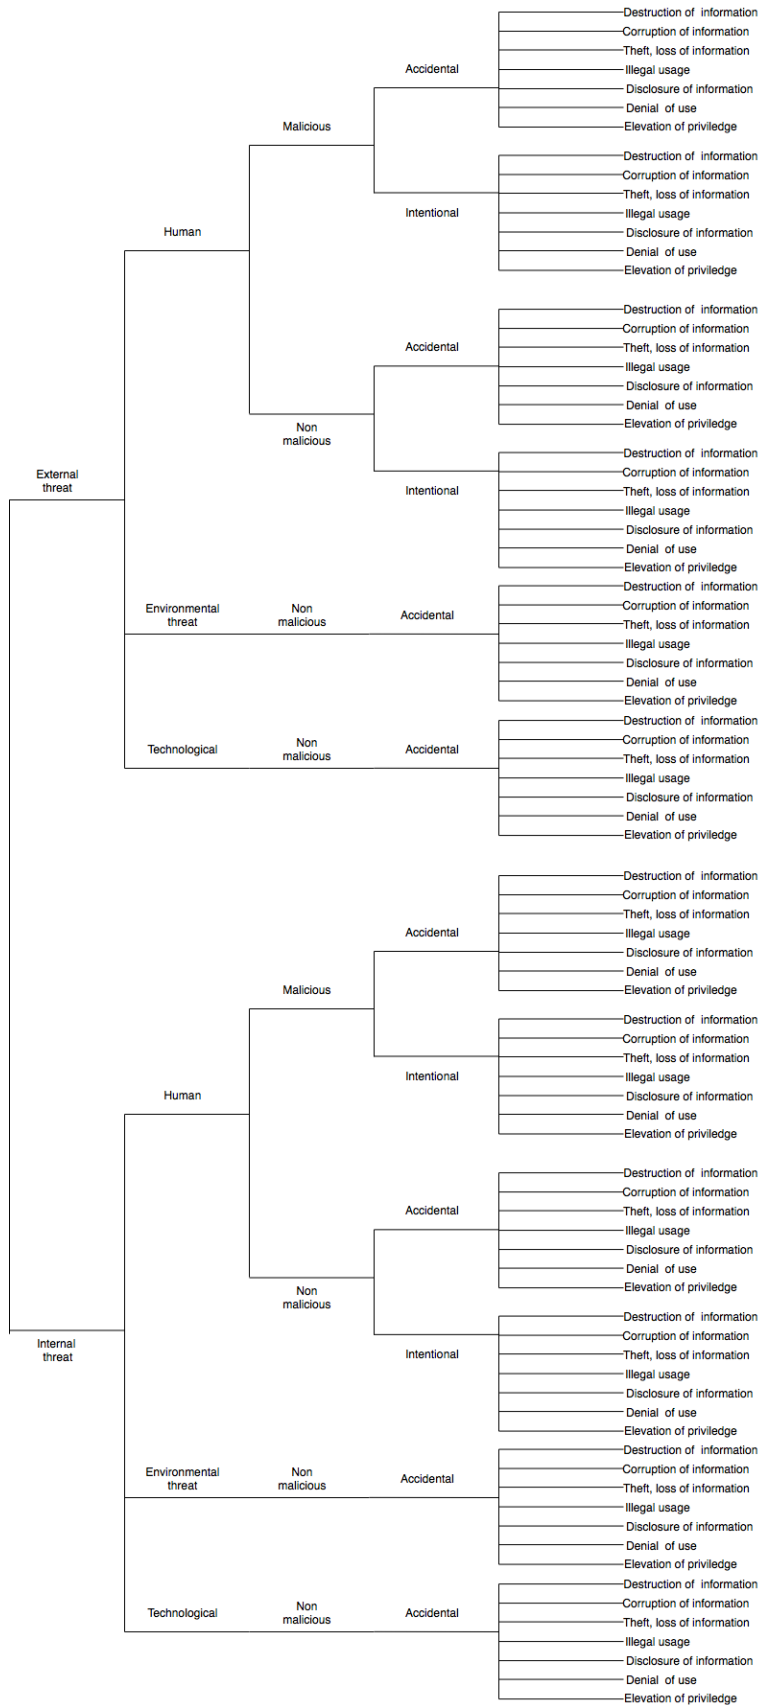 Destruction of  information
Corruption of information
Theft, loss of information
Accidental
Illegal usage
Disclosure of information
Denial  of use
Malicious
Elevation of priviledge
Destruction of  information
Corruption of information
Theft, loss of information
Intentional
Illegal usage
Human
Disclosure of information
Denial  of use
Elevation of priviledge
Destruction of  information
Corruption of information
Accidental
Theft, loss of information
Illegal usage
Disclosure of information
Denial  of use
Elevation of priviledge
Non
malicious
Destruction of  information
External
threat
Corruption of information
Intentional
Theft, loss of information
Illegal usage
Disclosure of information
Denial  of use
Elevation of priviledge
Destruction of  information
Environmental
threat
Non
malicious
Accidental
Corruption of information
Theft, loss of information
Illegal usage
Disclosure of information
Denial  of use
Elevation of priviledge
Destruction of  information
Technological
Non
malicious
Accidental
Corruption of information
Theft, loss of information
Illegal usage
Disclosure of information
Denial  of use
Elevation of priviledge
Destruction of  information
Corruption of information
Theft, loss of information
Accidental
Illegal usage
Disclosure of information
Denial  of use
Malicious
Elevation of priviledge
Destruction of  information
Corruption of information
Theft, loss of information
Intentional
Illegal usage
Human
Disclosure of information
Denial  of use
Elevation of priviledge
Destruction of  information
Corruption of information
Accidental
Theft, loss of information
Illegal usage
Disclosure of information
Denial  of use
Elevation of priviledge
Non
malicious
Destruction of  information
Corruption of information
Internal
threat
Intentional
Theft, loss of information
Illegal usage
Disclosure of information
Denial  of use
Elevation of priviledge
Destruction of  information
Environmental
threat
Non
malicious
Accidental
Corruption of information
Theft, loss of information
Illegal usage
Disclosure of information
Denial  of use
Elevation of priviledge
Destruction of  information
Technological
Non
malicious
Accidental
Corruption of information
Theft, loss of information
Illegal usage
Disclosure of information
Denial  of use
Elevation of priviledge